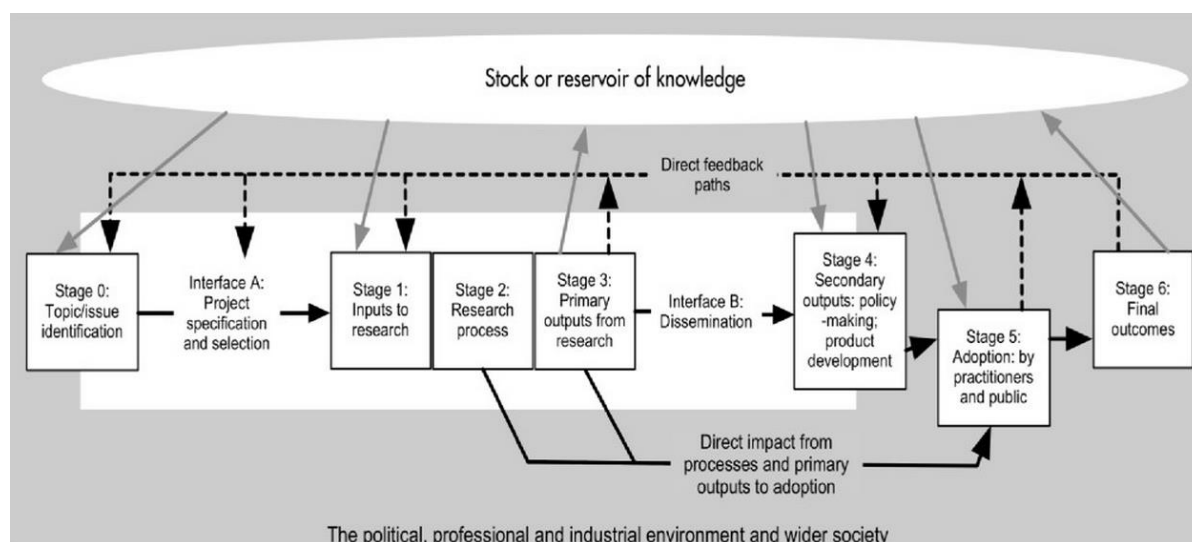 Stock or reservoir of knowledge
Direct feedback
paths
Stage 0:
Topic/issue
identification
Interface A:
Project
specification
and selection
Stage 1:
Inputs to
research
Stage 2:
Research
process
Stage 3:
Primary
outputs from
research
Interface B:
Dissemination
Stage 4:
Secondary
outputs: policy
-making;
product
development
Stage 5:
Adoption: by
practitioners
and public
Stage 6:
Final
outcomes
Direct impact from
processes and primary
outputs to adoption
The political, professional and industrial environment and wider society